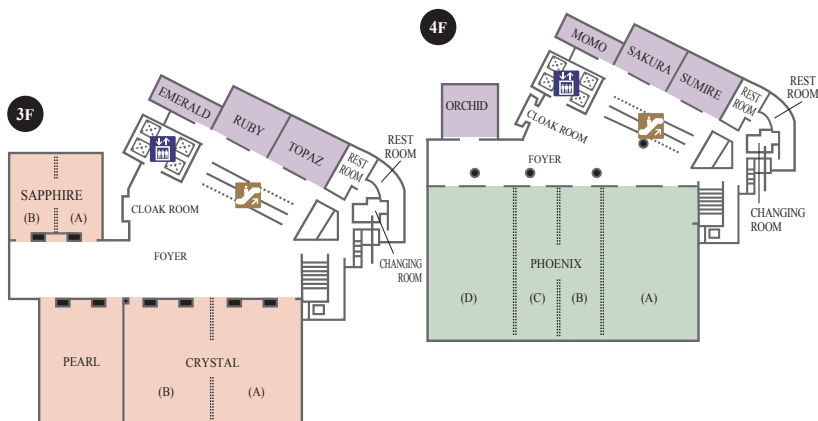 3F
EMERALD
RUBY
TOPAZ
REST
ROOM
REST
ROOM
SAPPHIRE
(B)
(A)
CLOAK ROOM
FOYER
CHANGING
ROOM
PEARL
CRYSTAL
(B)
(A)
4F
MOMO
SAKURA
SUMIRE
REST
ROOM
REST
ROOM
ORCHID
CLOAK ROOM
FOYER
CHANGING
ROOM
PHOENIX
(D)
(C)
(B)
(A)